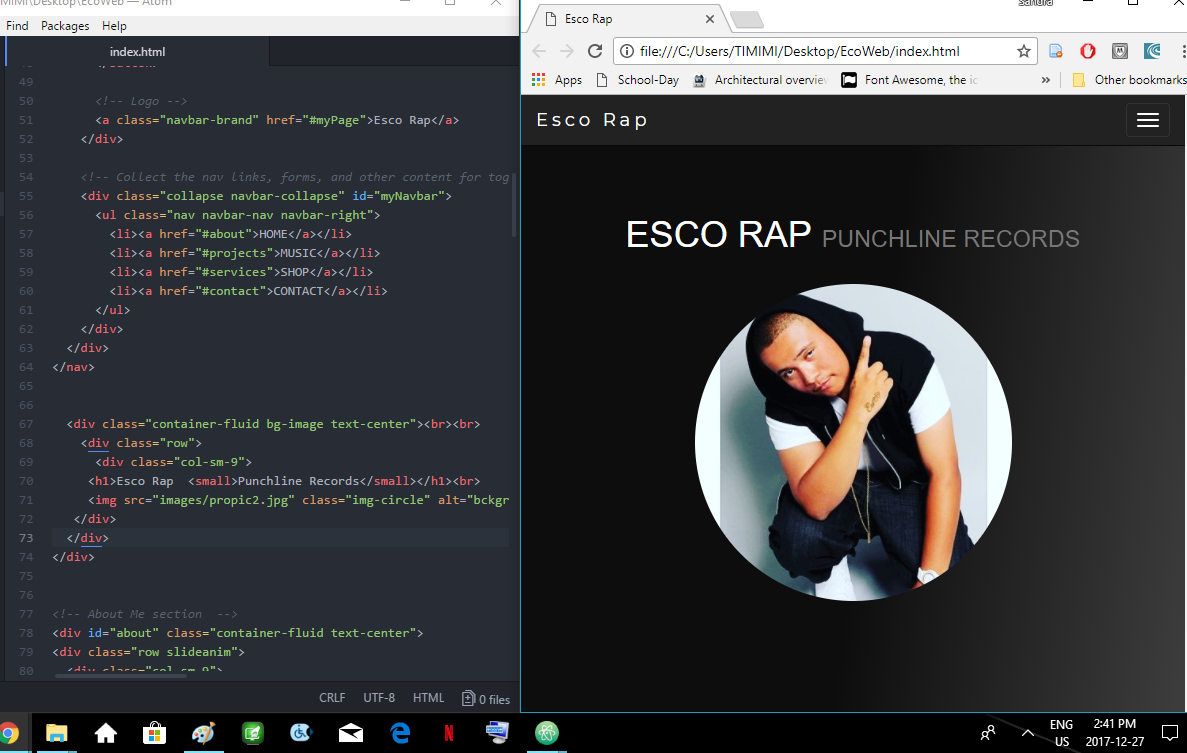 TIMIMI\Desktop\EcoWeb — Atom
Find Packages Help
index.html
49
50 <!-- Logo -->
51 <a class="navbar-brand" href="#myPage">Esco Rap</a>
52 </div>
53
54 <!-- Collect the nav links, forms, and other content for tog
55 <div class="collapse navbar-collapse" id="myNavbar">
56 <ul class="nav navbar-nav navbar-right">
57 <li><a href="#about">HOME</a></li>
58 <li><a href="#projects">MUSIC</a></li>
59 <li><a href="#services">SHOP</a></li>
60 <li><a href="#contact">CONTACT</a></li>
61 </ul>
62 </div>
63 </div>
64 </nav>
65
66
67 <div class="container-fluid bg-image text-center"><br><br>
68 <div class="row">
69 <div class="col-sm-9">
70 <h1>Esco Rap <small>Punchline Records</small></h1><br>
71 <img src="images/propic2.jpg" class="img-circle" alt="bckgr
72 </div>
73 </div>
74 </div>
75
76
77 <!-- About Me section -->
78 <div id="about" class="container-fluid text-center">
79 <div class="row slideanim">
80 <div class="col-sm-9">
CRLF UTF-8 HTML 0 files
sandra
Esco Rap
file:///C:/Users/TIMIMI/Desktop/EcoWeb/index.html
Apps School-Day Architectural overview Font Awesome, the ic » Other bookmarks
Esco Rap
ESCO RAP PUNCHLINE RECORDS
ENG 2:41 PM
US 2017-12-27